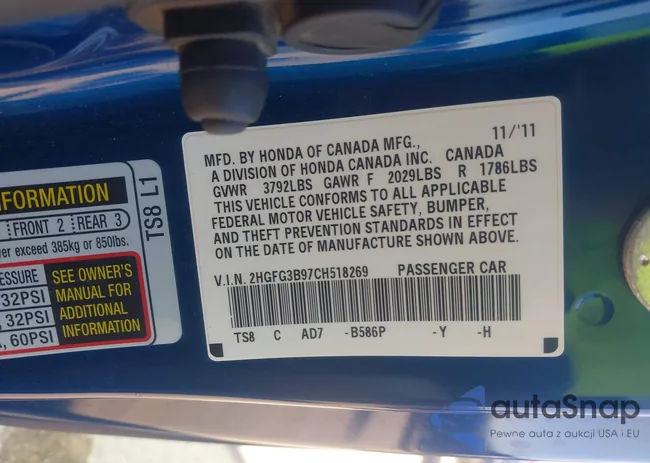 INFORMATION
FRONT 2 REAR 3
er exceed 385kg or 850lbs.
TS8 L1
ESSURE SEE OWNER'S
32PSI MANUAL FOR
, 32PSI ADDITIONAL
, 60PSI INFORMATION
MFD. BY HONDA OF CANADA MFG., 11/'11
A DIVISION OF HONDA CANADA INC. CANADA
GVWR 3792LBS GAWR F 2029LBS R 1786LBS
THIS VEHICLE CONFORMS TO ALL APPLICABLE
FEDERAL MOTOR VEHICLE SAFETY, BUMPER,
AND THEFT PREVENTION STANDARDS IN EFFECT
ON THE DATE OF MANUFACTURE SHOWN ABOVE.
V.I.N. 2HGFG3B97CH518269 PASSENGER CAR
TS8 C AD7 -B586P -Y -H
autaSnap
Pewne auta z aukcji USA i EU